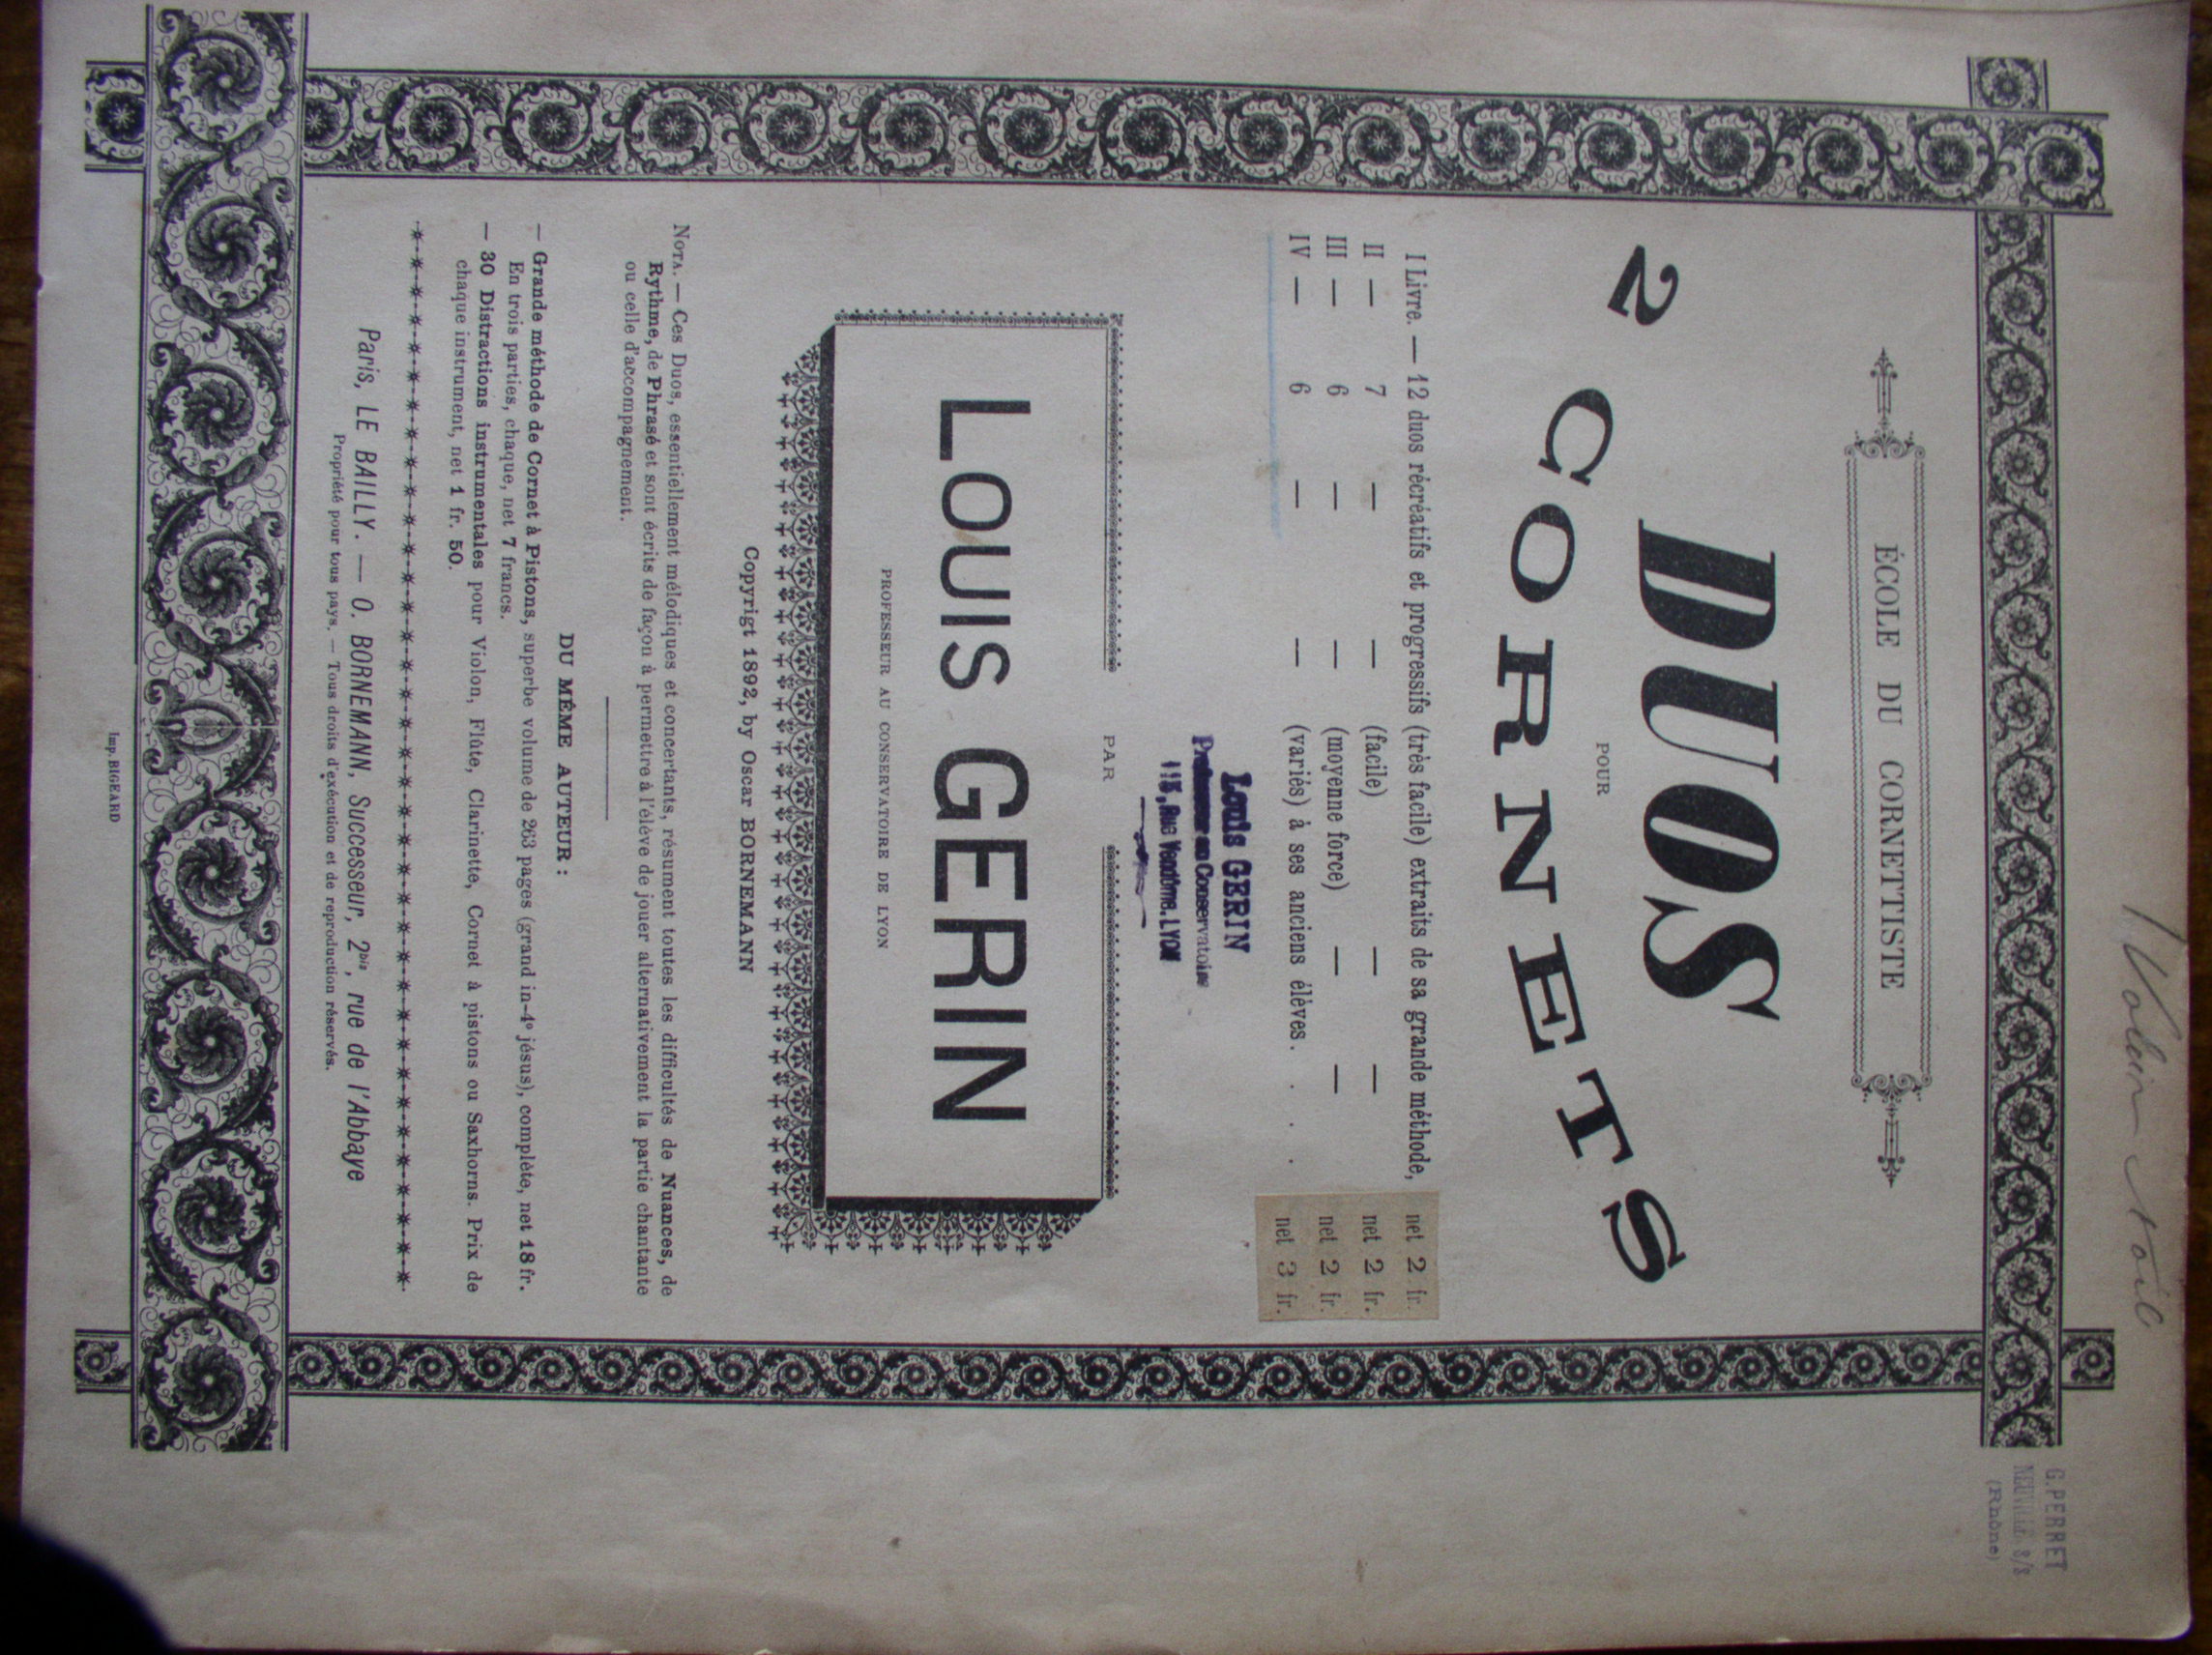 1 Violon
G. PERRET
(Rhône)
ÉCOLE DU CORNETTISTE
DUOS
POUR
2 CORNETS
I Livre. — 12 duos récréatifs et progressifs (très facile) extraits de sa grande méthode, net 2 fr.
II — 7 — — (facile) — — net 2 fr.
III — 6 — — (moyenne force) — — net 2 fr.
IV — 6 — — (variés) à ses anciens élèves. . . . net 3 fr.
Louis GERIN
Professeur au Conservatoire
113, Rue Vendôme. LYON
PAR
LOUIS GERIN
PROFESSEUR AU CONSERVATOIRE DE LYON
Copyrigt 1892, by Oscar BORNEMANN
NOTA. — Ces Duos, essentiellement mélodiques et concertants, résument toutes les difficultés de Nuances, de
Rythme, de Phrasé et sont écrits de façon à permettre à l'élève de jouer alternativement la partie chantante
ou celle d'accompagnement.
DU MÊME AUTEUR :
— Grande méthode de Cornet à Pistons, superbe volume de 263 pages (grand in-4º jésus), complète, net 18 fr.
En trois parties, chaque, net 7 francs.
— 30 Distractions instrumentales pour Violon, Flûte, Clarinette, Cornet à pistons ou Saxhorns. Prix de
chaque instrument, net 1 fr. 50.
Paris, LE BAILLY. — O. BORNEMANN, Successeur, 2bis, rue de l'Abbaye
Propriété pour tous pays. — Tous droits d'exécution et de reproduction réservés.
Imp. BIGEARD